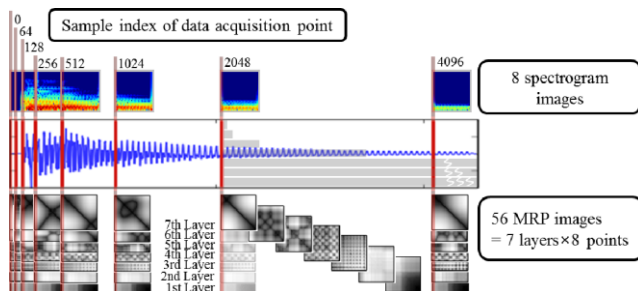 0
64
128
256
512
1024
2048
4096
Sample index of data acquisition point
8 spectrogram
images
7th Layer
6th Layer
5th Layer
4th Layer
3rd Layer
2nd Layer
1st Layer
56 MRP images
= 7 layers×8 points